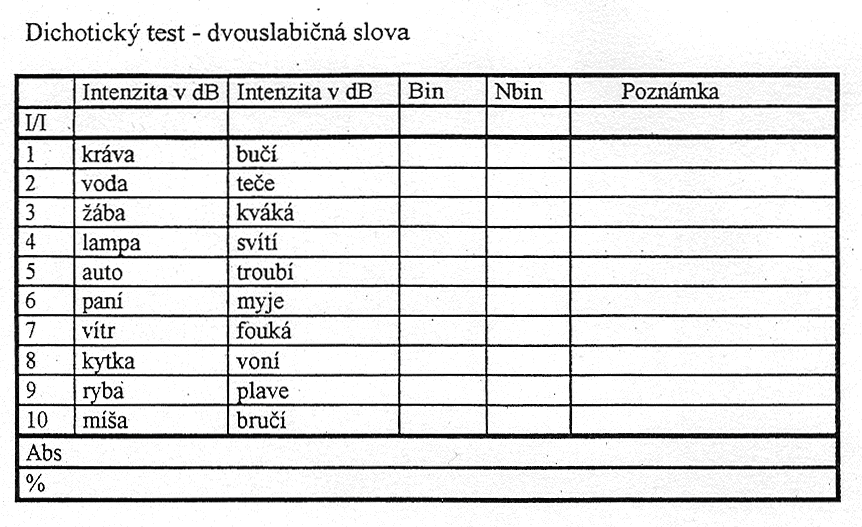 Dichotický test - dvouslabičná slova
Intenzita v dB Intenzita v dB Bin Nbin Poznámka
I/I
1 kráva bučí
2 voda teče
3 žába kváká
4 lampa svítí
5 auto troubí
6 paní myje
7 vítr fouká
8 kytka voní
9 ryba plave
10 míša bručí
Abs
%